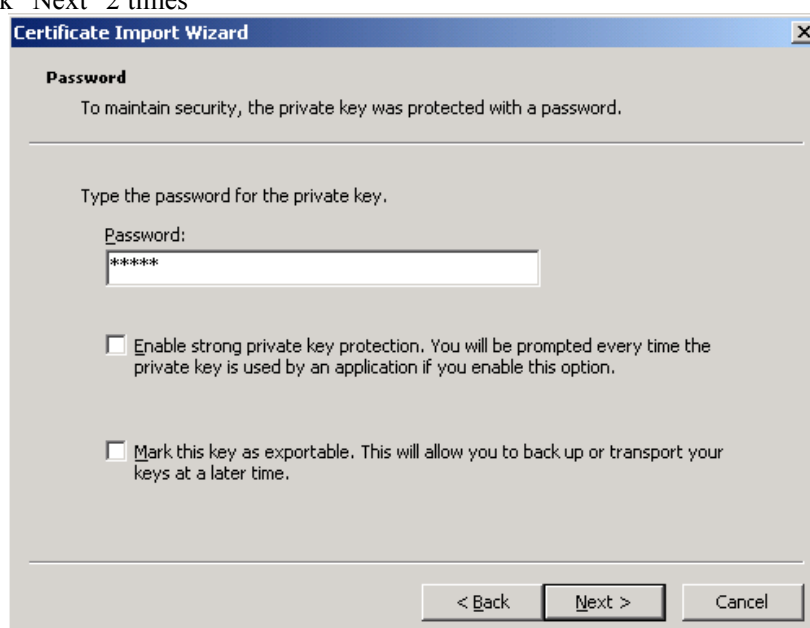 k "Next" 2 times
Certificate Import Wizard
Password
To maintain security, the private key was protected with a password.
Type the password for the private key.
Password:
*****
Enable strong private key protection. You will be prompted every time the
private key is used by an application if you enable this option.
Mark this key as exportable. This will allow you to back up or transport your
keys at a later time.
< Back Next > Cancel